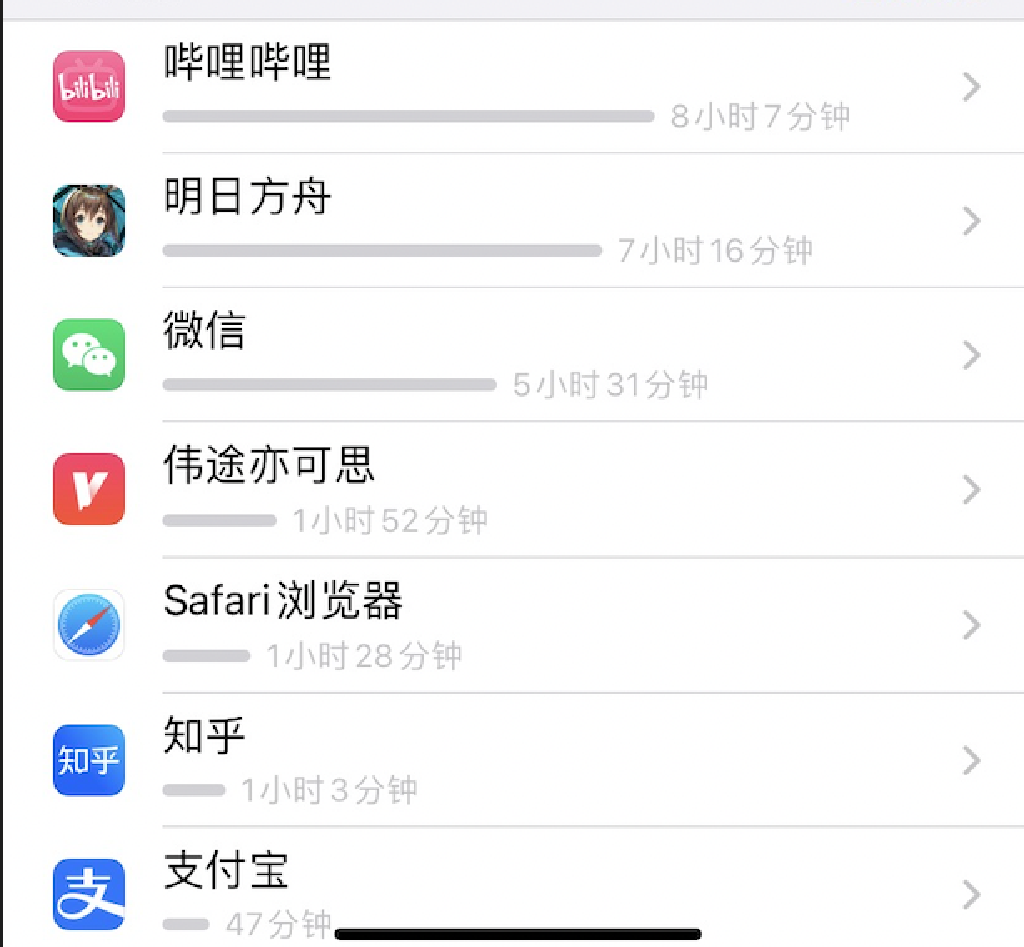 bilibili
哔哩哔哩
8小时7分钟
明日方舟
7小时16分钟
微信
5小时31分钟
伟途亦可思
1小时52分钟
Safari浏览器
1小时28分钟
知乎
知乎
1小时3分钟
支
支付宝
47分钟